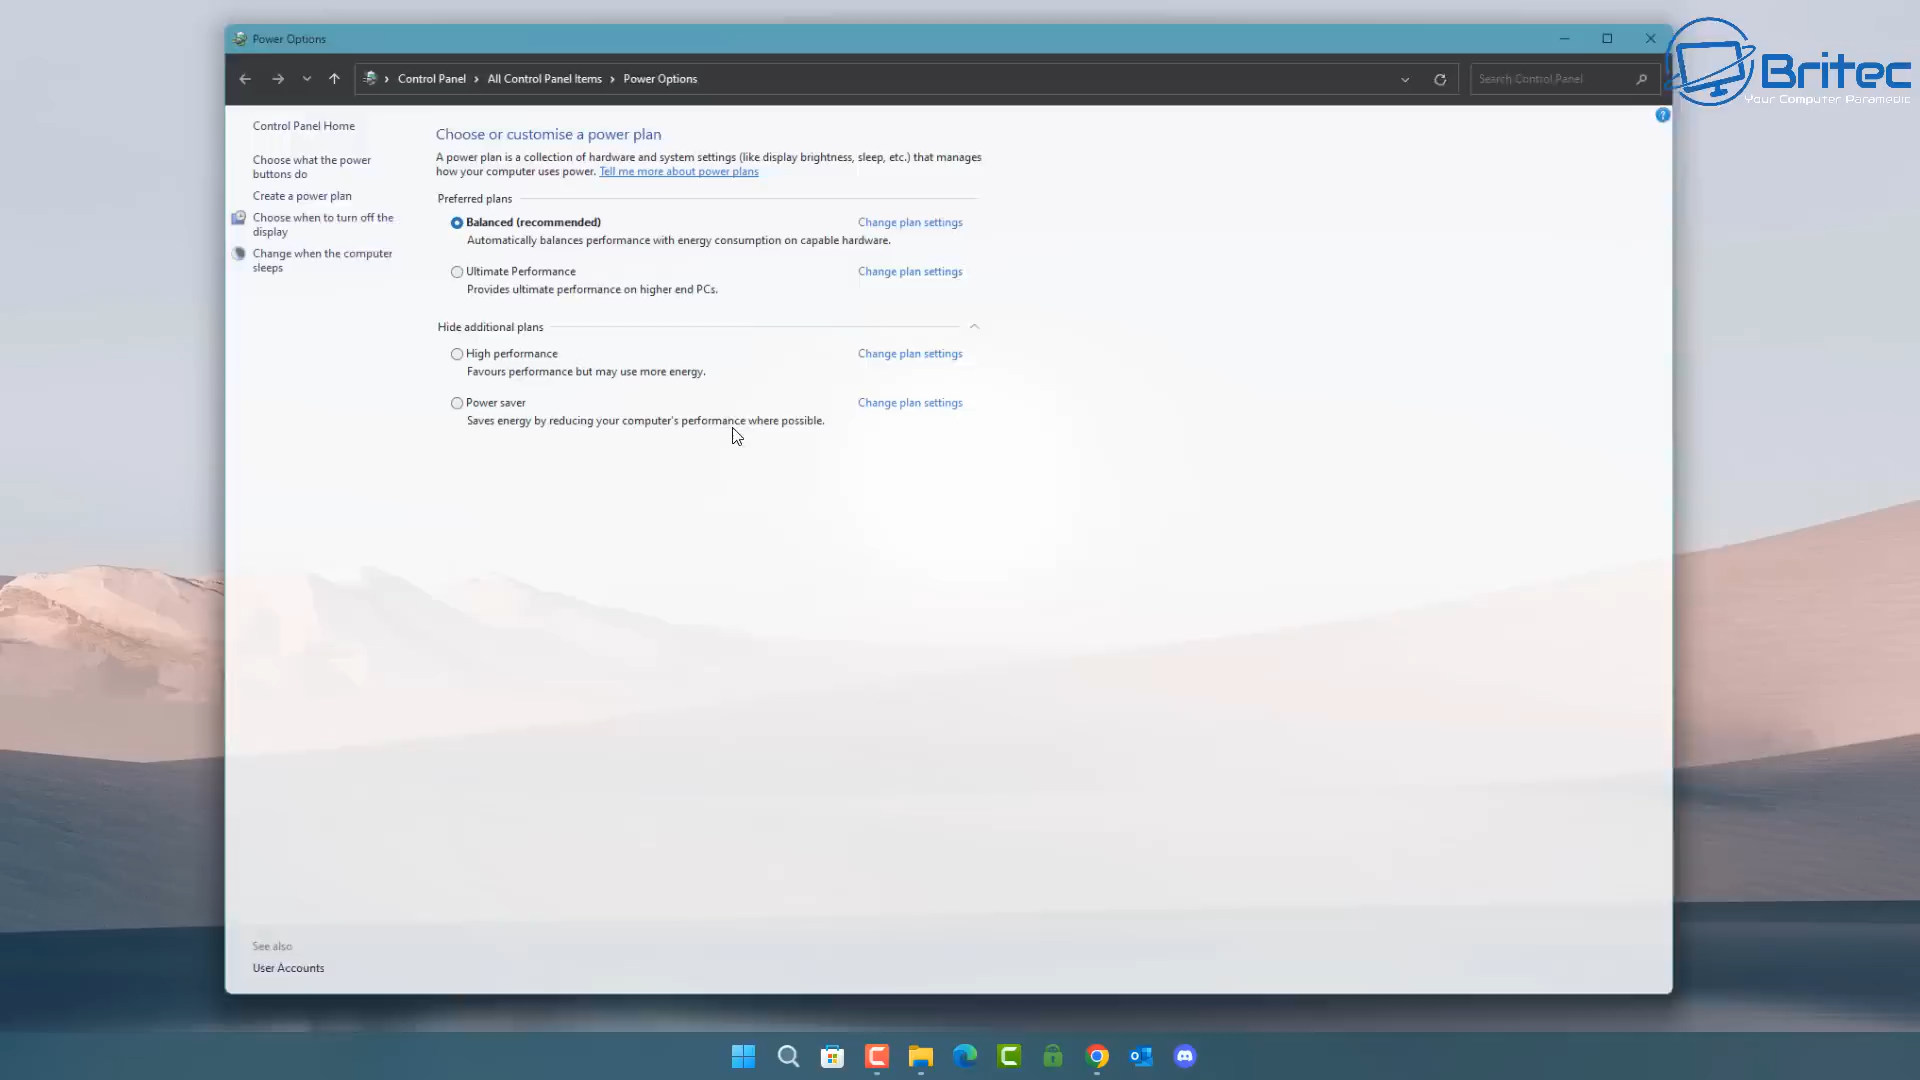 Power Options
Britec
Your Computer Paramedic
Control Panel
All Control Panel Items
Power Options
Search Control Panel
Control Panel Home
Choose what the power
buttons do
Create a power plan
Choose when to turn off the
display
Change when the computer
sleeps
Choose or customise a power plan
A power plan is a collection of hardware and system settings (like display brightness, sleep, etc.) that manages
how your computer uses power. Tell me more about power plans
Preferred plans
Balanced (recommended) Change plan settings
Automatically balances performance with energy consumption on capable hardware.
Ultimate Performance Change plan settings
Provides ultimate performance on higher end PCs.
Hide additional plans
High performance Change plan settings
Favours performance but may use more energy.
Power saver Change plan settings
Saves energy by reducing your computer's performance where possible.
See also
User Accounts